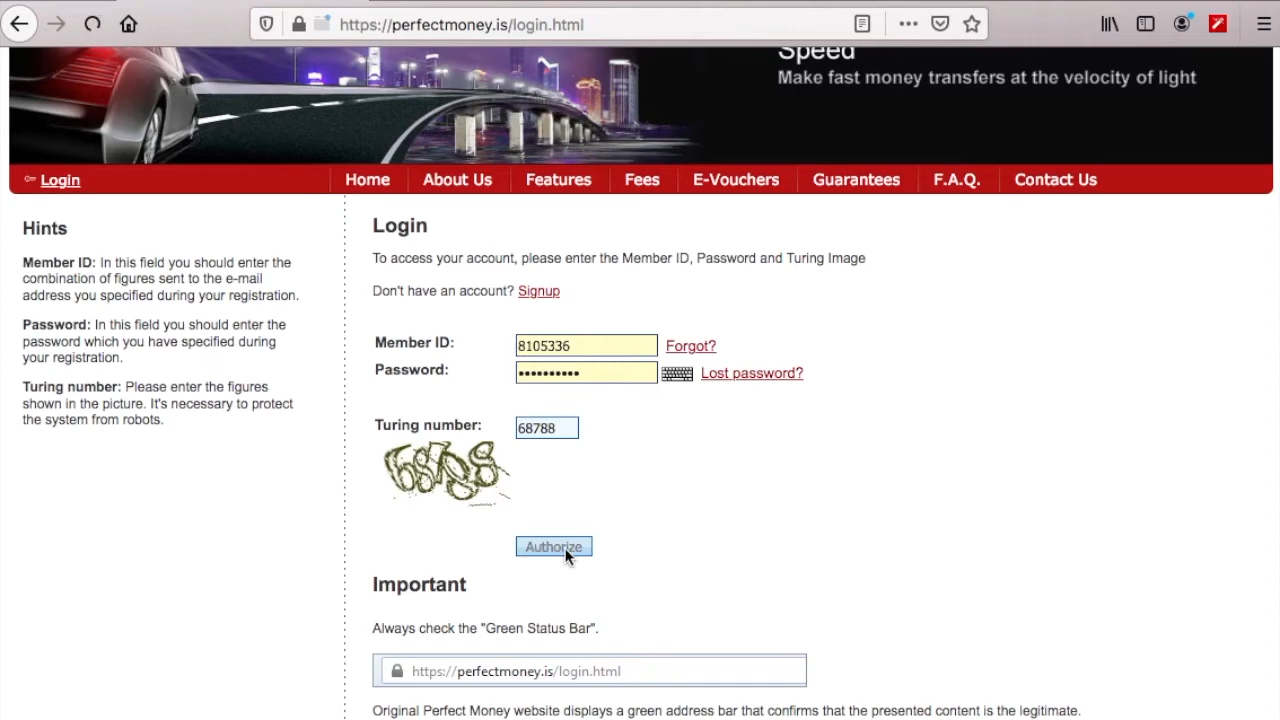 https://perfectmoney.is/login.html
Speed
Make fast money transfers at the velocity of light
Login
Home
About Us
Features
Fees
E-Vouchers
Guarantees
F.A.Q.
Contact Us
Hints
Member ID: In this field you should enter the
combination of figures sent to the e-mail
address you specified during your registration.
Password: In this field you should enter the
password which you have specified during
your registration.
Turing number: Please enter the figures
shown in the picture. It's necessary to protect
the system from robots.
Login
To access your account, please enter the Member ID, Password and Turing Image
Don't have an account? Signup
Member ID: 8105336 Forgot?
Password: •••••••••• Lost password?
Turing number: 68788
Authorize
Important
Always check the "Green Status Bar".
https://perfectmoney.is/login.html
Original Perfect Money website displays a green address bar that confirms that the presented content is the legitimate.